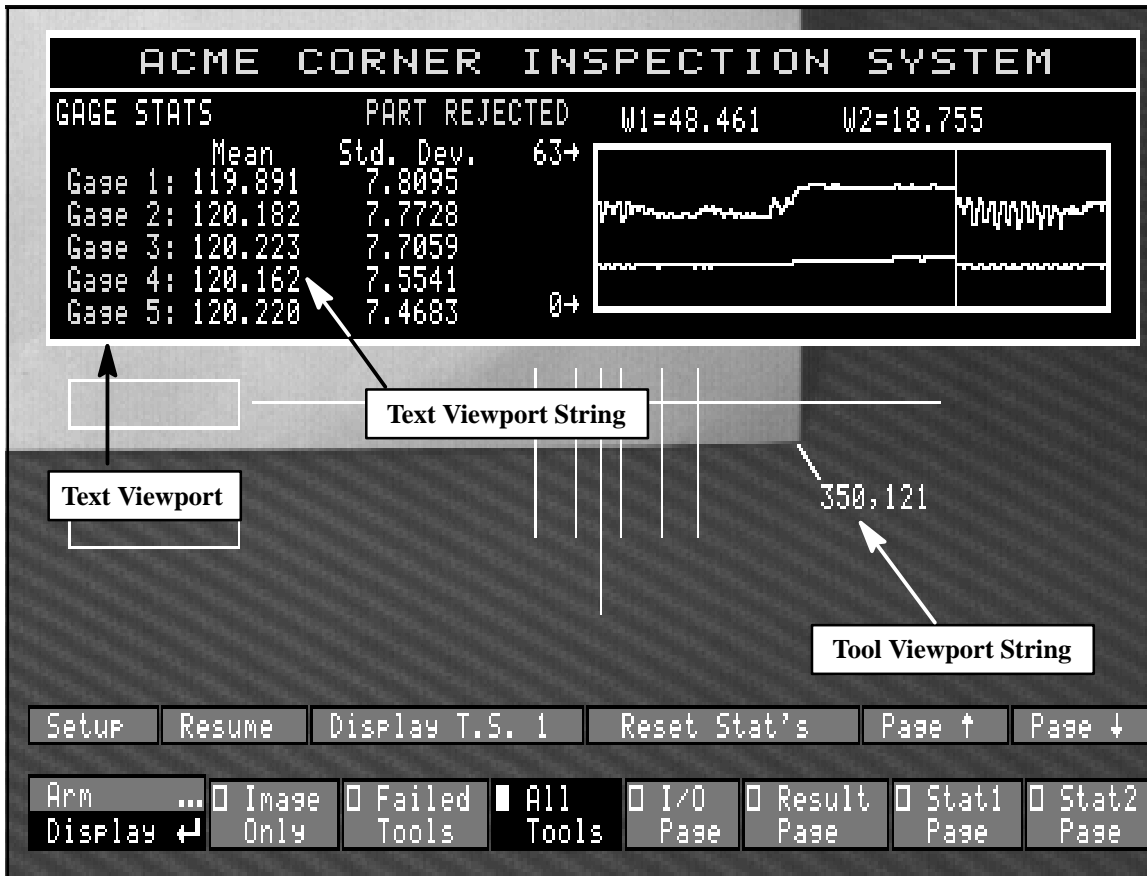 ACME CORNER INSPECTION SYSTEM
GAGE STATS PART REJECTED W1=48.461 W2=18.755
Mean Std. Dev. 63→
Gage 1: 119.891 7.8095
Gage 2: 120.182 7.7728
Gage 3: 120.223 7.7059
Gage 4: 120.162 7.5541
Gage 5: 120.220 7.4683 0→
Text Viewport String
Text Viewport
350,121
Tool Viewport String
Setup Resume Display T.S. 1 Reset Stat's Page ↑ Page ↓
Arm ... Image Failed All I/O Result Stat1 Stat2
Display ↵ Only Tools Tools Page Page Page Page